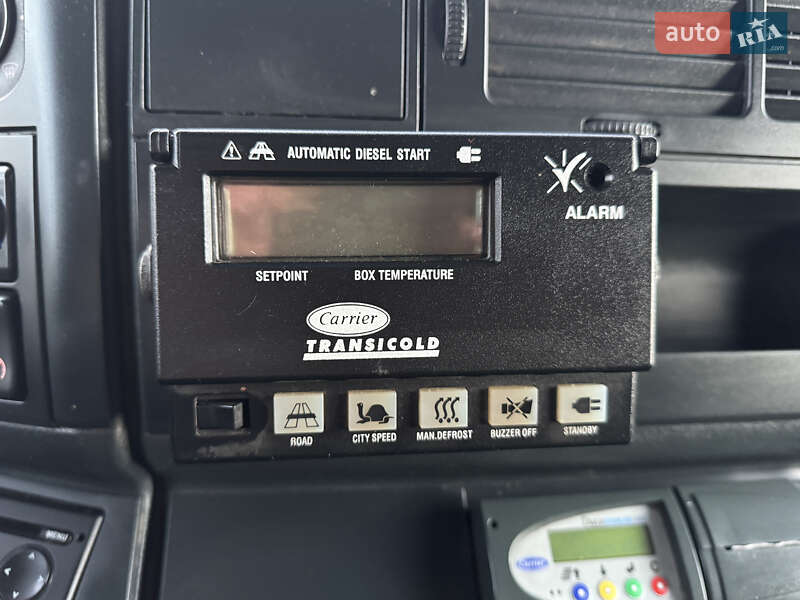 auto RIA .com
AUTOMATIC DIESEL START
ALARM
SETPOINT BOX TEMPERATURE
Carrier
TRANSICOLD
ROAD CITY SPEED MAN.DEFROST BUZZER OFF STANDBY
MENU
Carrier